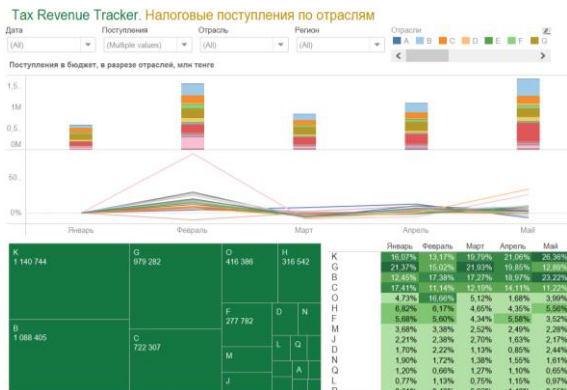 Tax Revenue Tracker. Налоговые поступления по отраслям
Дата Поступления Отрасль Регион Отрасли
(All) (Multiple values) (All) (All) A B C D E F G
Поступления в бюджет, в разрезе отраслей, млн тенге
1,5..
1M
0,5..
0M
50..
0%
Январь Февраль Март Апрель Май
K
1 140 744
G
979 282
O
416 386
H
316 542
F
277 782
D N
L Q
B
1 088 405
C
722 307
M
A
J
Январь Февраль Март Апрель Май
K 16,07% 13,17% 19,79% 21,06% 26,36%
G 21,37% 15,02% 21,93% 19,85% 12,89%
B 12,45% 17,38% 17,27% 18,97% 23,22%
C 17,41% 11,14% 12,19% 14,11% 11,22%
O 4,73% 16,66% 5,12% 1,68% 3,99%
H 6,82% 6,17% 4,65% 4,35% 5,56%
F 5,68% 5,60% 4,34% 5,58% 3,52%
M 3,68% 3,38% 2,52% 2,49% 2,28%
J 2,21% 2,38% 2,70% 1,63% 2,17%
D 1,70% 2,22% 1,13% 0,85% 2,44%
N 1,90% 1,72% 1,38% 1,55% 1,61%
Q 1,20% 0,66% 1,27% 1,10% 0,65%
L 0,77% 1,13% 0,75% 1,15% 0,97%